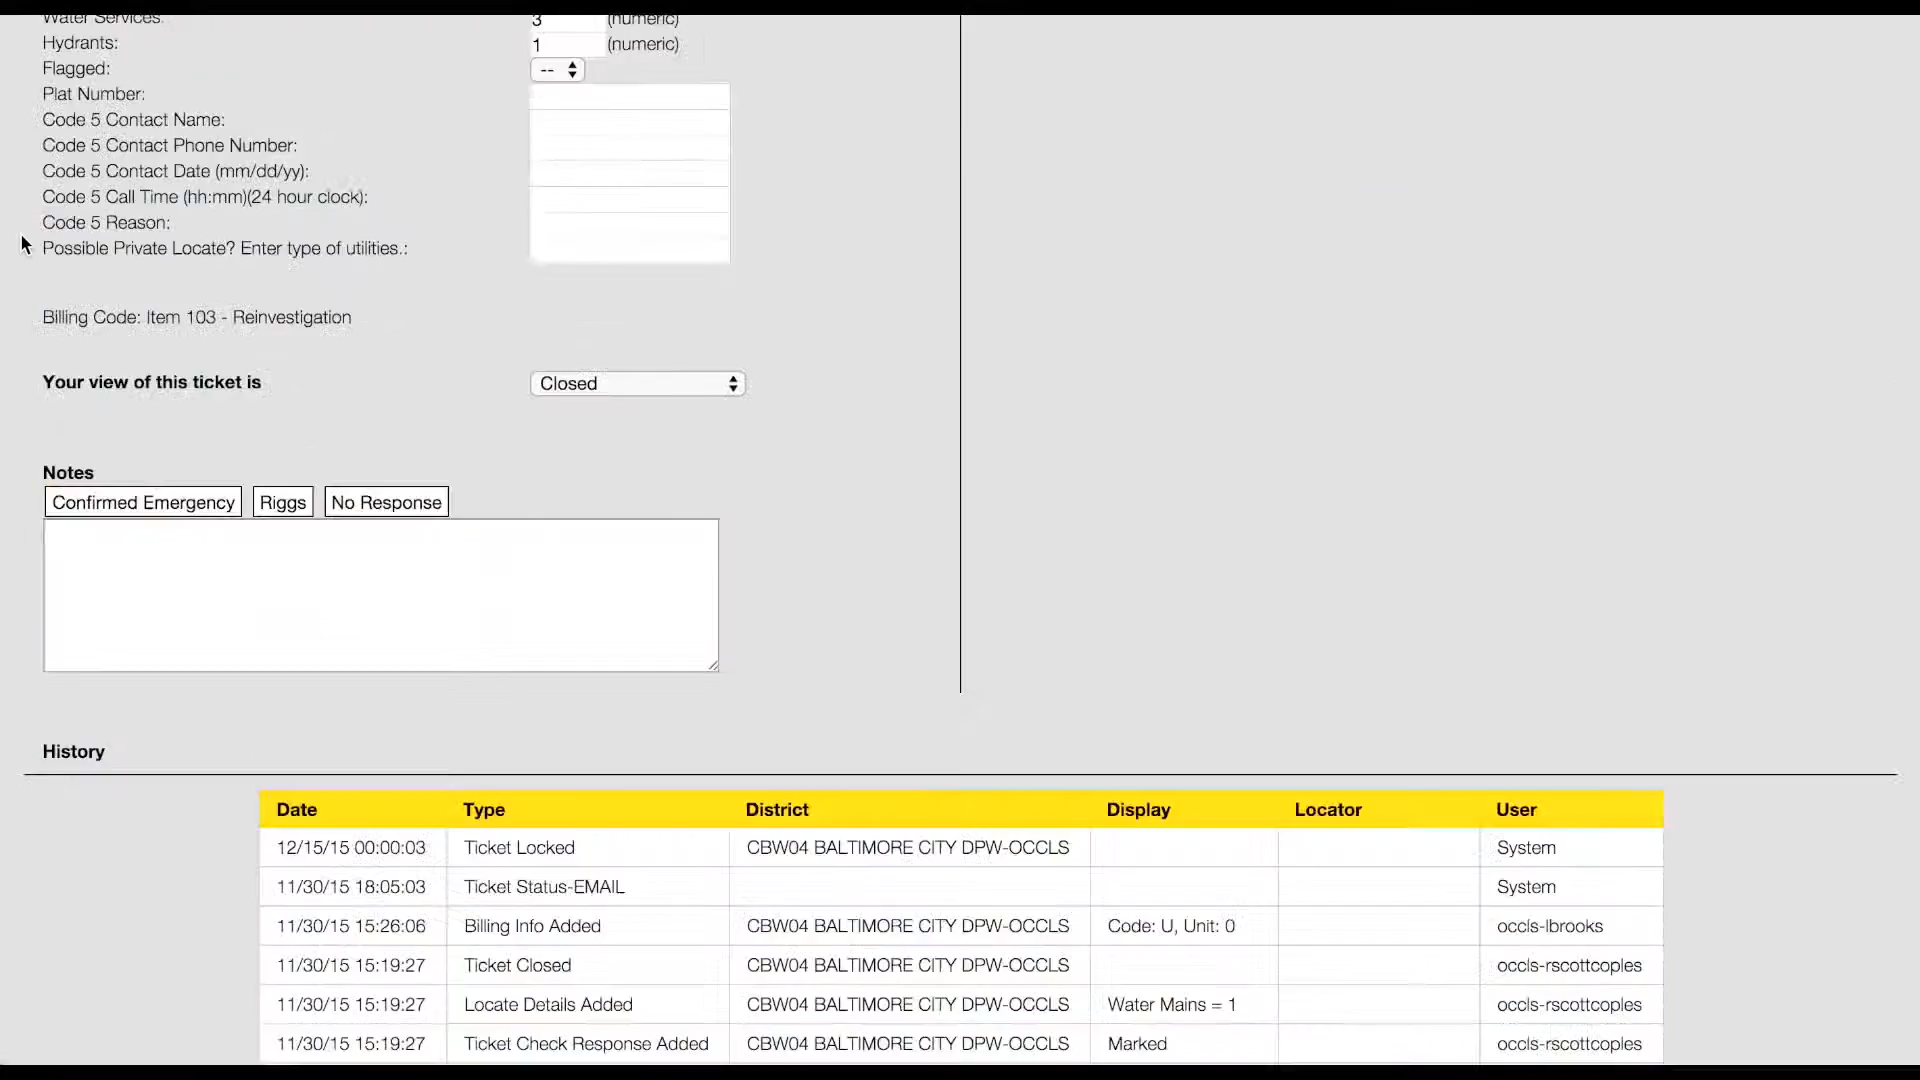 Water Services: 3 (numeric)
Hydrants: 1 (numeric)
Flagged: --
Plat Number:
Code 5 Contact Name:
Code 5 Contact Phone Number:
Code 5 Contact Date (mm/dd/yy):
Code 5 Call Time (hh:mm)(24 hour clock):
Code 5 Reason:
Possible Private Locate? Enter type of utilities.:
Billing Code: Item 103 - Reinvestigation
Your view of this ticket is Closed
Notes
Confirmed Emergency Riggs No Response
History
Date Type District Display Locator User
12/15/15 00:00:03 Ticket Locked CBW04 BALTIMORE CITY DPW-OCCLS System
11/30/15 18:05:03 Ticket Status-EMAIL System
11/30/15 15:26:06 Billing Info Added CBW04 BALTIMORE CITY DPW-OCCLS Code: U, Unit: 0 occls-lbrooks
11/30/15 15:19:27 Ticket Closed CBW04 BALTIMORE CITY DPW-OCCLS occls-rscottcoples
11/30/15 15:19:27 Locate Details Added CBW04 BALTIMORE CITY DPW-OCCLS Water Mains = 1 occls-rscottcoples
11/30/15 15:19:27 Ticket Check Response Added CBW04 BALTIMORE CITY DPW-OCCLS Marked occls-rscottcoples